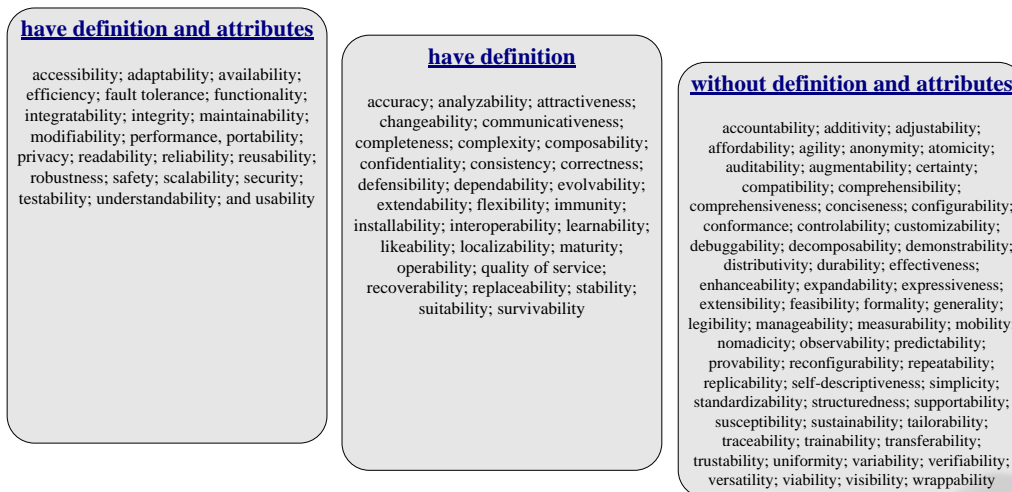 have definition and attributes
accessibility; adaptability; availability;
efficiency; fault tolerance; functionality;
integratability; integrity; maintainability;
modifiability; performance, portability;
privacy; readability; reliability; reusability;
robustness; safety; scalability; security;
testability; understandability; and usability
have definition
accuracy; analyzability; attractiveness;
changeability; communicativeness;
completeness; complexity; composability;
confidentiality; consistency; correctness;
defensibility; dependability; evolvability;
extendability; flexibility; immunity;
installability; interoperability; learnability;
likeability; localizability; maturity;
operability; quality of service;
recoverability; replaceability; stability;
suitability; survivability
without definition and attributes
accountability; additivity; adjustability;
affordability; agility; anonymity; atomicity;
auditability; augmentability; certainty;
compatibility; comprehensibility;
comprehensiveness; conciseness; configurability;
conformance; controlability; customizability;
debuggability; decomposability; demonstrability;
distributivity; durability; effectiveness;
enhanceability; expandability; expressiveness;
extensibility; feasibility; formality; generality;
legibility; manageability; measurability; mobility
nomadicity; observability; predictability;
provability; reconfigurability; repeatability;
replicability; self-descriptiveness; simplicity;
standardizability; structuredness; supportability;
susceptibility; sustainability; tailorability;
traceability; trainability; transferability;
trustability; uniformity; variability; verifiability;
versatility; viability; visibility; wrappability